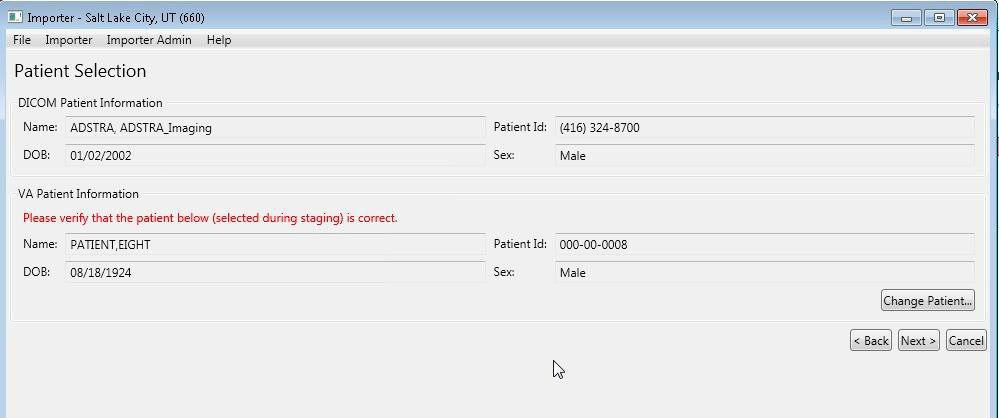 Importer - Salt Lake City, UT (660)
File Importer Importer Admin Help
Patient Selection
DICOM Patient Information
Name: ADSTRA, ADSTRA_Imaging Patient Id: (416) 324-8700
DOB: 01/02/2002 Sex: Male
VA Patient Information
Please verify that the patient below (selected during staging) is correct.
Name: PATIENT,EIGHT Patient Id: 000-00-0008
DOB: 08/18/1924 Sex: Male
Change Patient...
< Back Next > Cancel